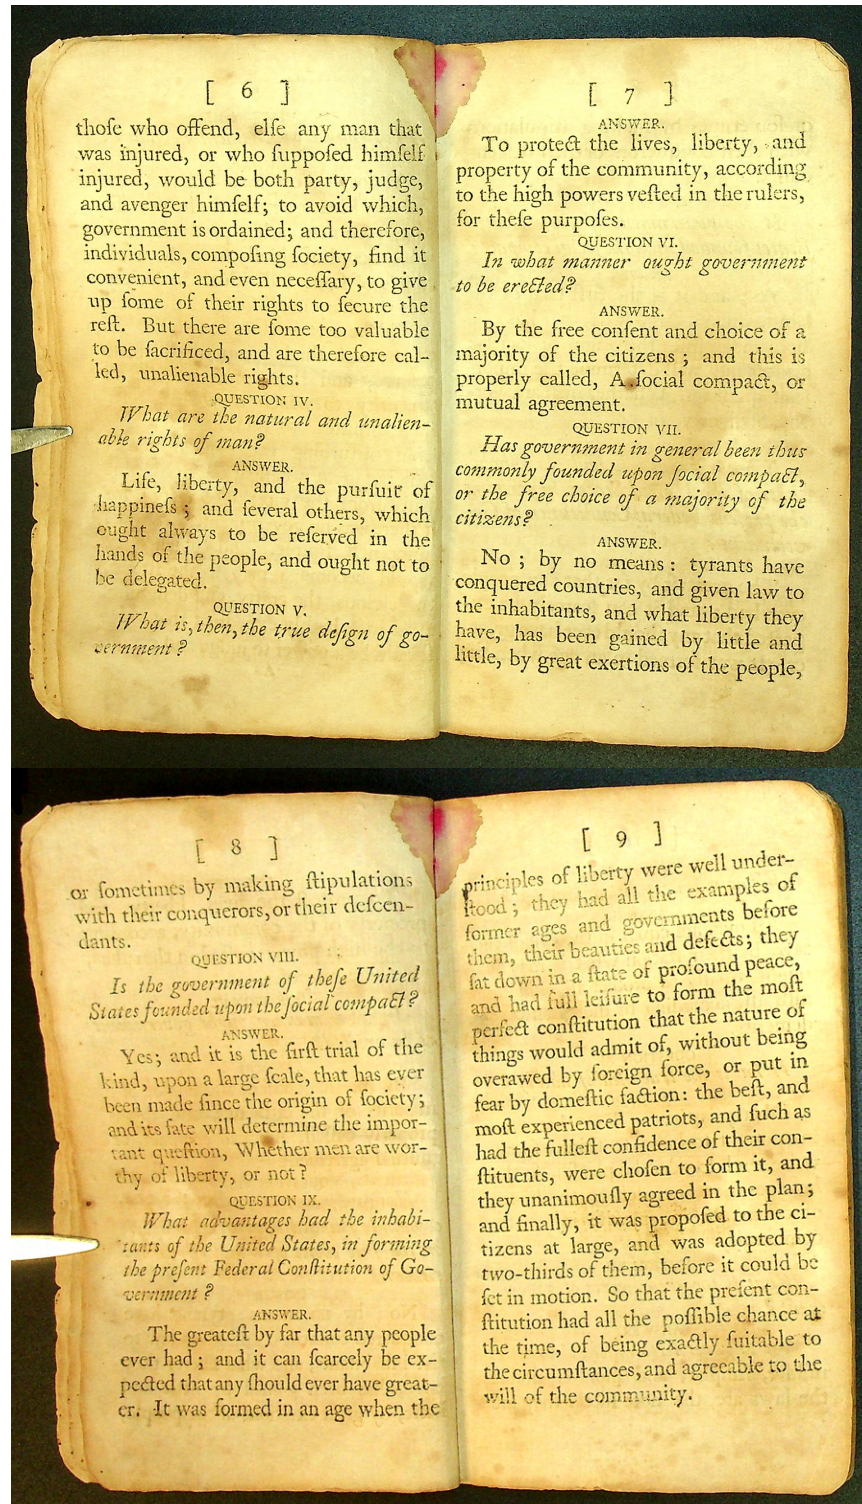 [ 6 ]
thoſe who offend, elſe any man that
was injured, or who ſuppoſed himſelf
injured, would be both party, judge,
and avenger himſelf; to avoid which,
government is ordained; and therefore,
individuals, compoſing ſociety, find it
convenient, and even neceſſary, to give
up ſome of their rights to ſecure the
reſt. But there are ſome too valuable
to be ſacrificed, and are therefore cal-
led, unalienable rights.
QUESTION IV.
What are the natural and unalien-
able rights of man?
ANSWER.
Life, liberty, and the purſuit of
happineſs; and ſeveral others, which
ought always to be reſerved in the
hands of the people, and ought not to
be delegated.
QUESTION V.
What is, then, the true deſign of go-
vernment?
[ 7 ]
ANSWER.
To protect the lives, liberty, and
property of the community, according
to the high powers veſted in the rulers,
for theſe purpoſes.
QUESTION VI.
In what manner ought government
to be erected?
ANSWER.
By the free conſent and choice of a
majority of the citizens; and this is
properly called, A ſocial compact, or
mutual agreement.
QUESTION VII.
Has government in general been thus
commonly founded upon ſocial compact,
or the free choice of a majority of the
citizens?
ANSWER.
No; by no means: tyrants have
conquered countries, and given law to
the inhabitants, and what liberty they
have, has been gained by little and
little, by great exertions of the people,
[ 8 ]
or ſometimes by making ſtipulations
with their conquerors, or their deſcen-
dants.
QUESTION VIII.
Is the government of theſe United
States founded upon the ſocial compact?
ANSWER.
Yes; and it is the firſt trial of the
kind, upon a large ſcale, that has ever
been made ſince the origin of ſociety;
and its fate will determine the impor-
tant queſtion, Whether men are wor-
thy of liberty, or not?
QUESTION IX.
What advantages had the inhabi-
tants of the United States, in forming
the preſent Federal Conſtitution of Go-
vernment?
ANSWER.
The greateſt by far that any people
ever had; and it can ſcarcely be ex-
pected that any ſhould ever have great-
er. It was formed in an age when the
[ 9 ]
principles of liberty were well under-
ſtood; they had all the examples of
former ages and governments before
them, their beauties and defects; they
ſat down in a ſtate of profound peace,
and had full leiſure to form the moſt
perfect conſtitution that the nature of
things would admit of, without being
overawed by foreign force, or put in
fear by domeſtic faction: the beſt, and
moſt experienced patriots, and ſuch as
had the fulleſt confidence of their con-
ſtituents, were choſen to form it, and
they unanimouſly agreed in the plan;
and finally, it was propoſed to the ci-
tizens at large, and was adopted by
two-thirds of them, before it could be
ſet in motion. So that the preſent con-
ſtitution had all the poſſible chance at
the time, of being exactly ſuitable to
the circumſtances, and agreeable to the
will of the community.